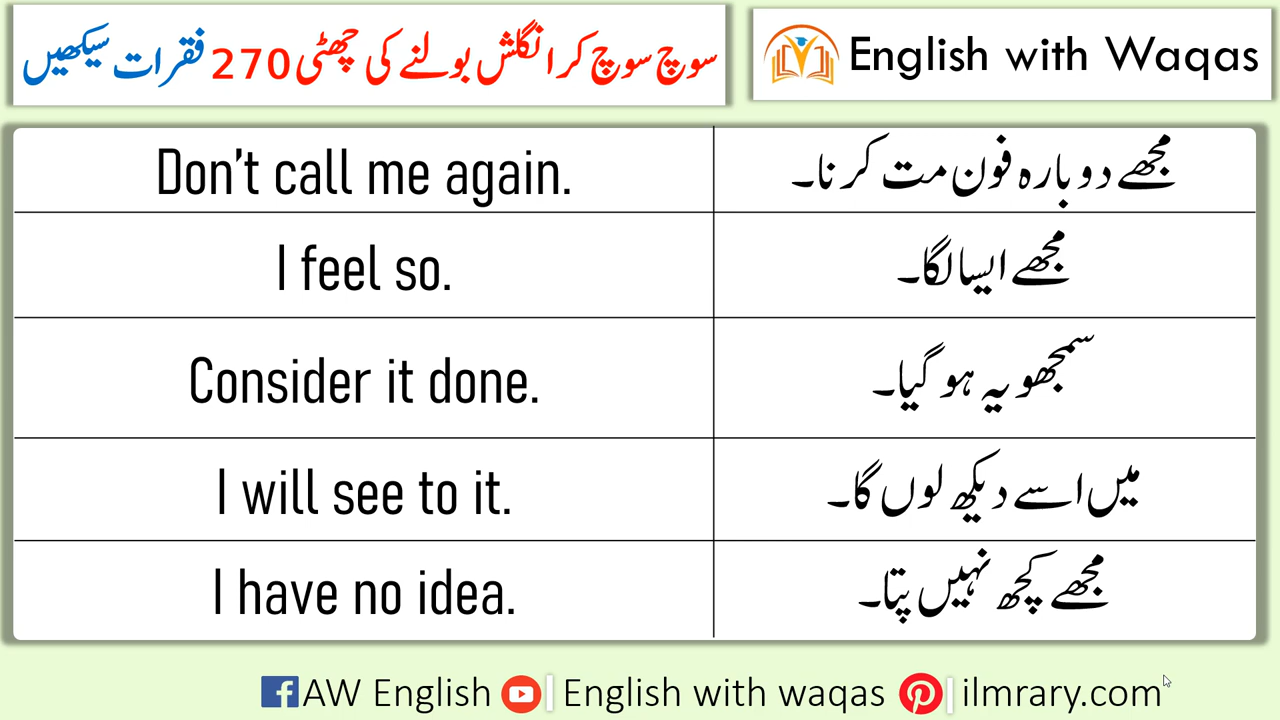 سوچ سوچ کر انگلش بولنے کی چھٹی 270 فقرات سیکھیں
English with Waqas
Don't call me again.
مجھے دوبارہ فون مت کرنا۔
I feel so.
مجھے ایسا لگا۔
Consider it done.
سمجھو یہ ہو گیا۔
I will see to it.
میں اسے دیکھ لوں گا۔
I have no idea.
مجھے کچھ نہیں پتا۔
AW English | English with waqas | ilmrary.com